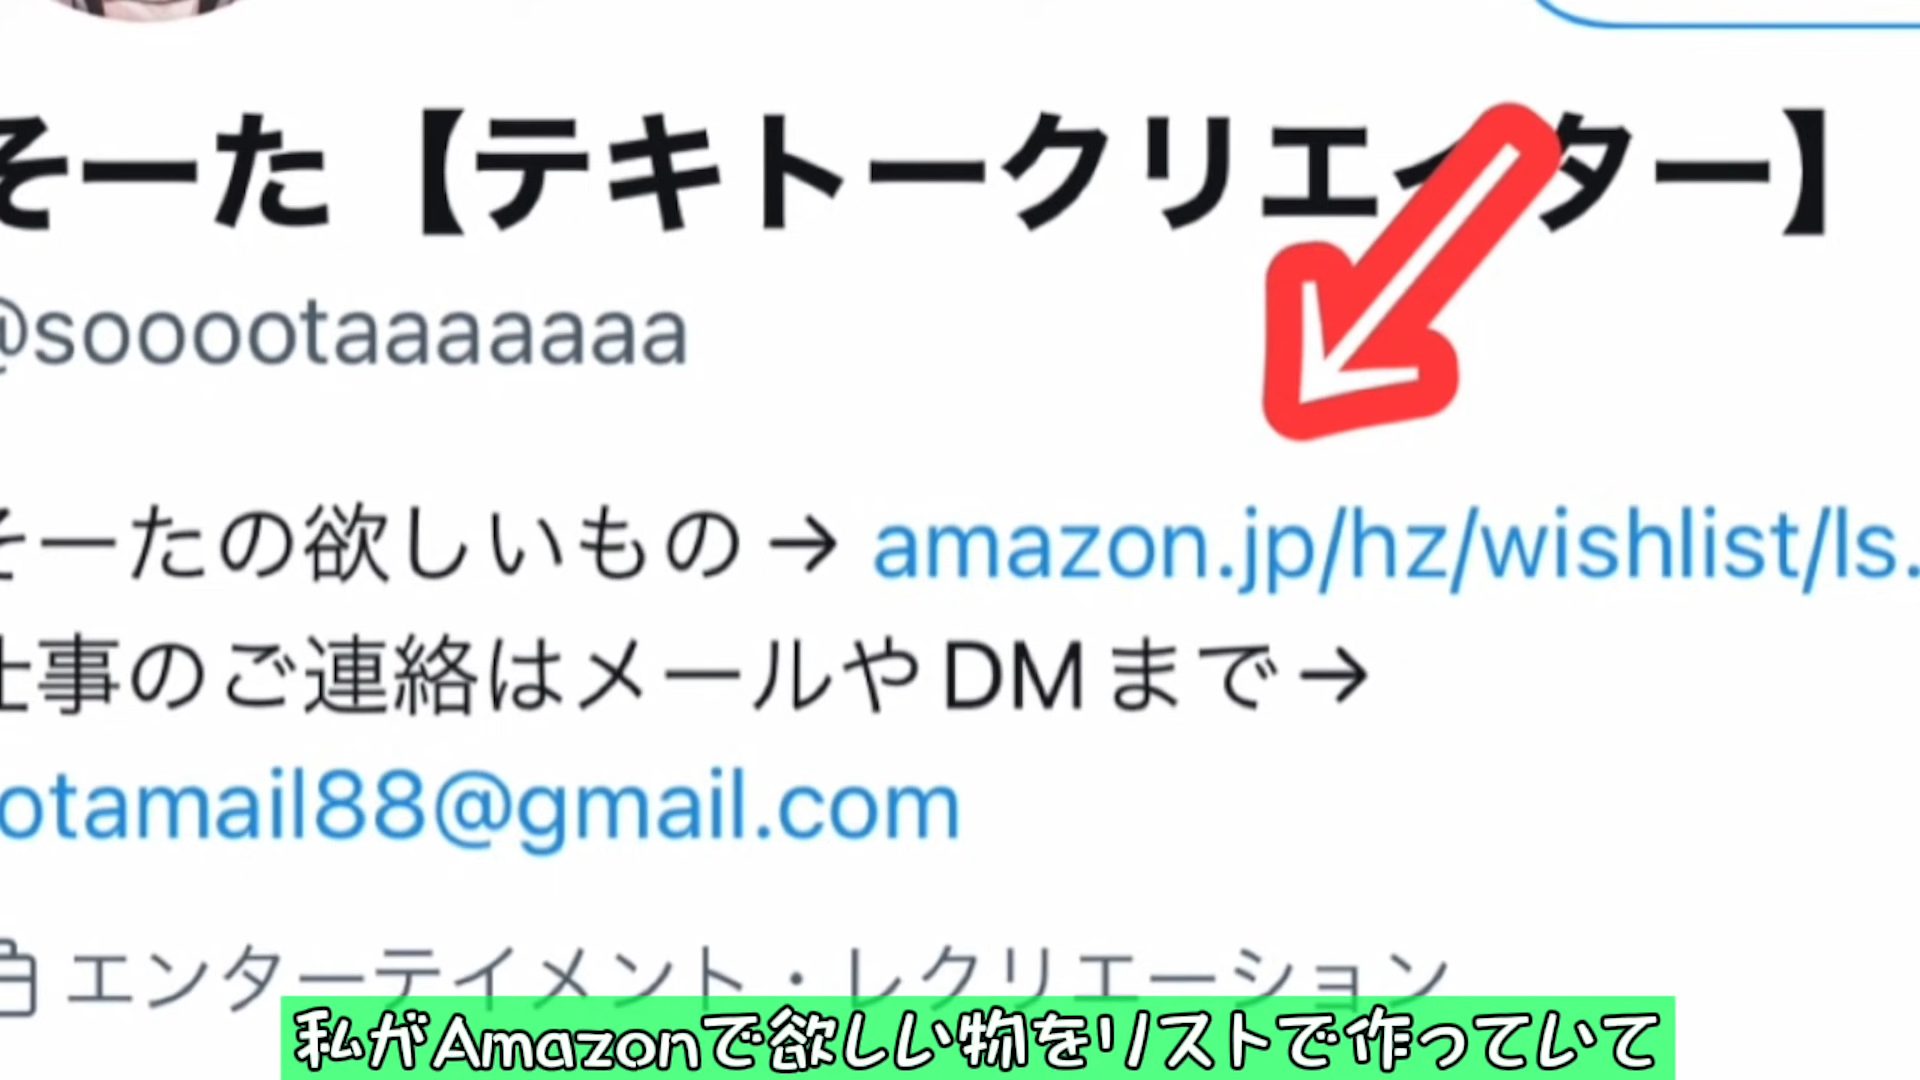 そーた【テキトークリエイター】
@sooootaaaaaaa
そーたの欲しいもの→ amazon.jp/hz/wishlist/ls.
仕事のご連絡はメールやDMまで→
otamail88@gmail.com
エンターテイメント・レクリエーション
私がAmazonで欲しい物をリストで作っていて